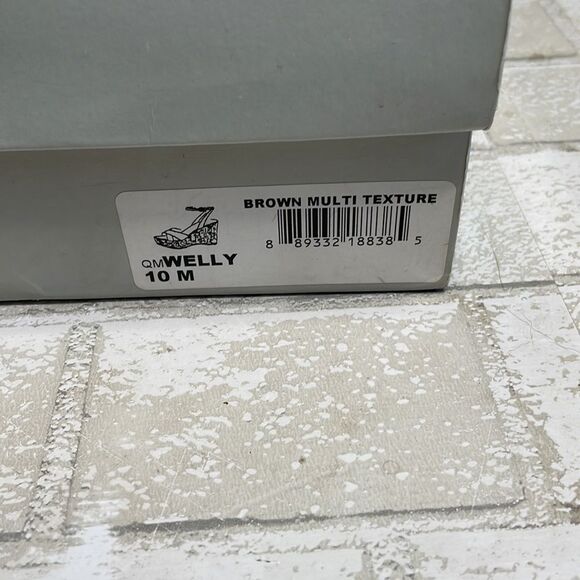 BROWN MULTI TEXTURE
8 89332 18838 5
QMWELLY
10 M